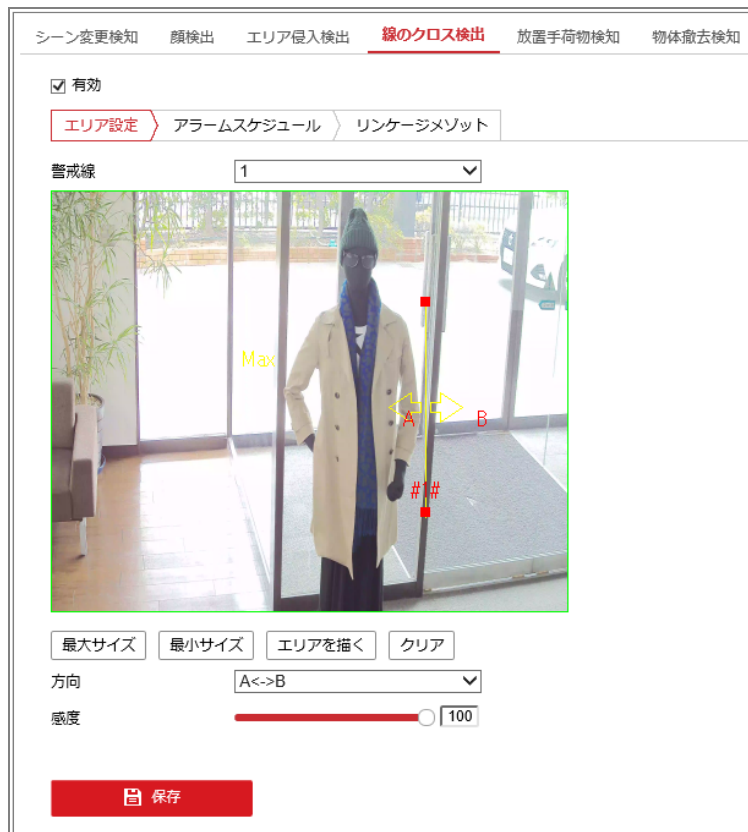 シーン変更検知 顔検出 エリア侵入検出 線のクロス検出 放置手荷物検知 物体撤去検知
有効
エリア設定 アラームスケジュール リンケージメゾット
警戒線 1
Max
A B
#1#
最大サイズ 最小サイズ エリアを描く クリア
方向 A<->B
感度 100
保存